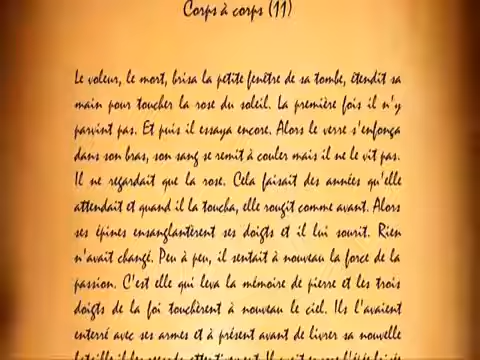 Corps à corps (11)
Le voleur, le mort, brisa la petite fenêtre de sa tombe, étendit sa
main pour toucher la rose du soleil. La première fois il n'y
parvint pas. Et puis il essaya encore. Alors le verre s'enfonça
dans son bras, son sang se remit à couler mais il ne le vit pas.
Il ne regardait que la rose. Cela faisait des années qu'elle
attendait et quand il la toucha, elle rougit comme avant. Alors
ses épines ensanglantèrent ses doigts et il lui sourit. Rien
n'avait changé. Peu à peu, il sentait à nouveau la force de la
passion. C'est elle qui leva la mémoire de pierre et les trois
doigts de la foi touchèrent à nouveau le ciel. Ils l'avaient
enterré avec ses armes et à présent avant de livrer sa nouvelle